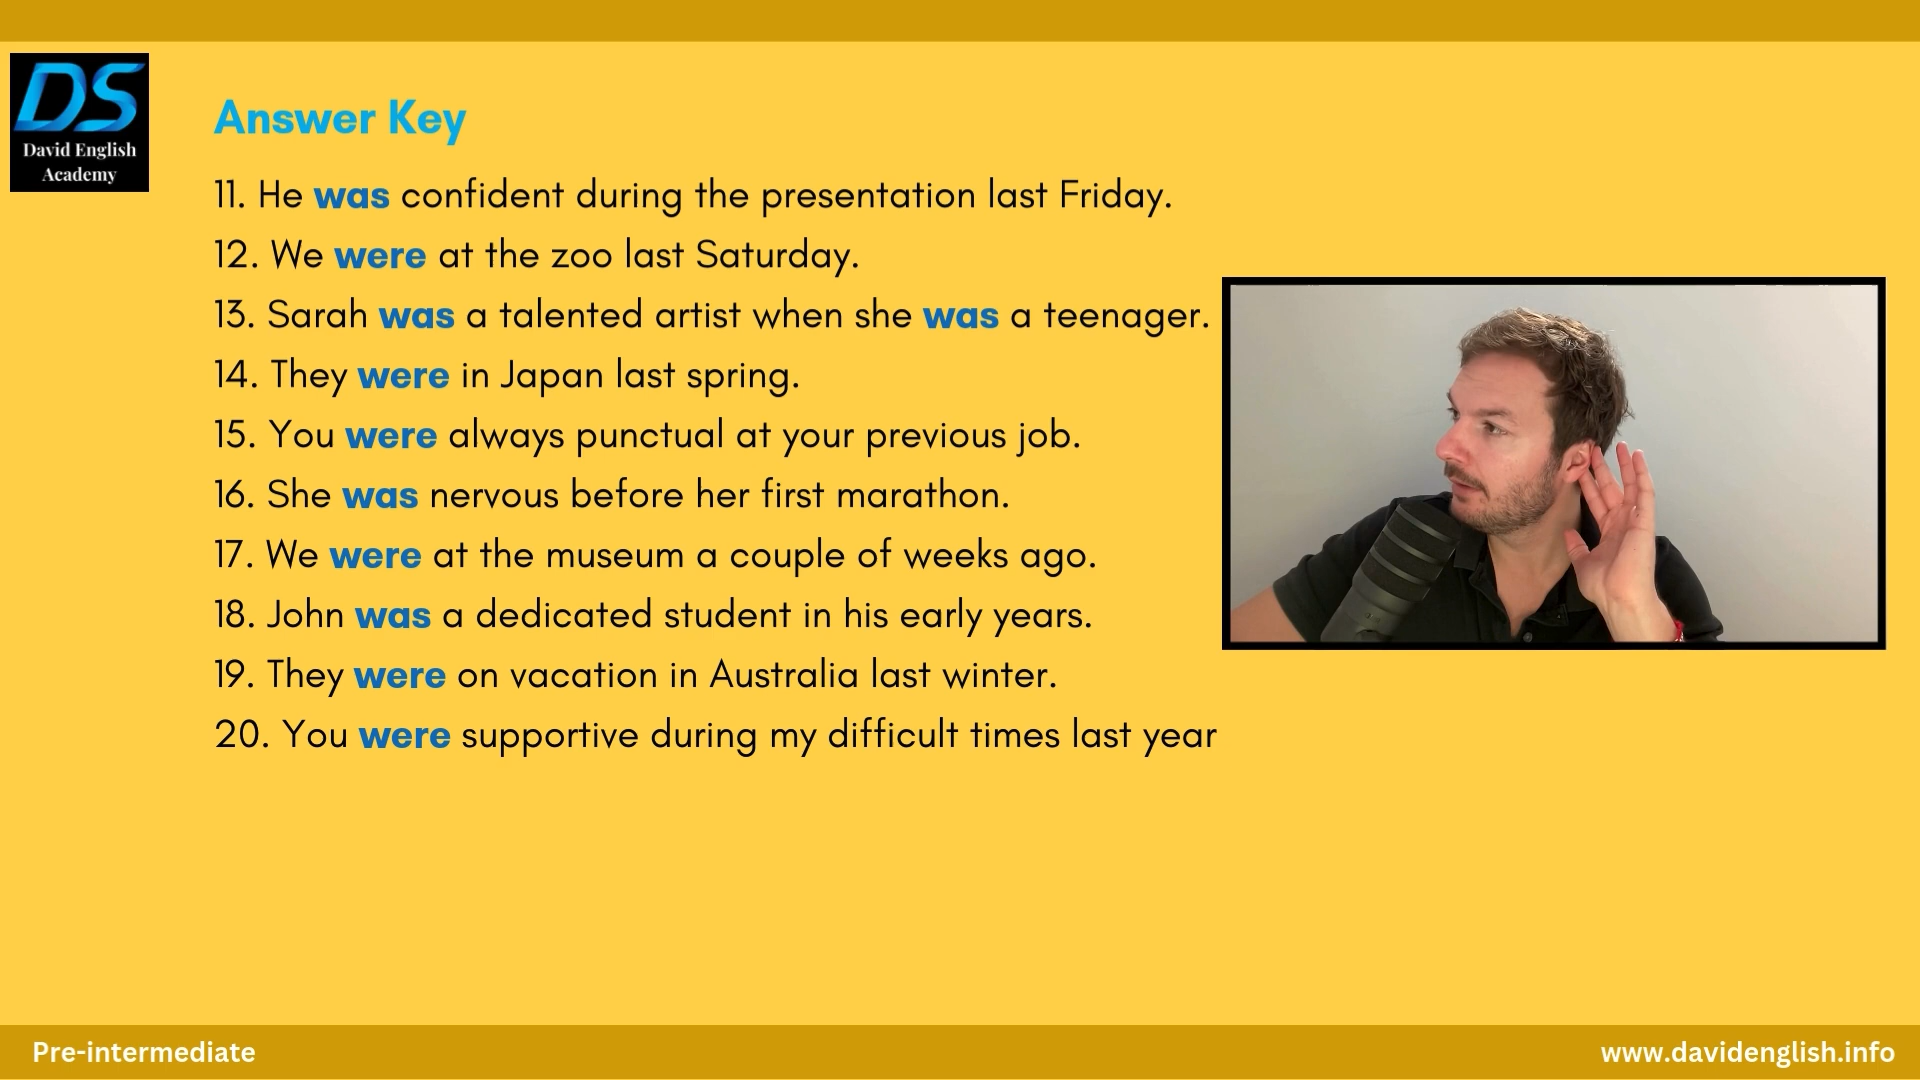 DS
David English
Academy
Answer Key
11. He was confident during the presentation last Friday.
12. We were at the zoo last Saturday.
13. Sarah was a talented artist when she was a teenager.
14. They were in Japan last spring.
15. You were always punctual at your previous job.
16. She was nervous before her first marathon.
17. We were at the museum a couple of weeks ago.
18. John was a dedicated student in his early years.
19. They were on vacation in Australia last winter.
20. You were supportive during my difficult times last year
Pre-intermediate
www.davidenglish.info